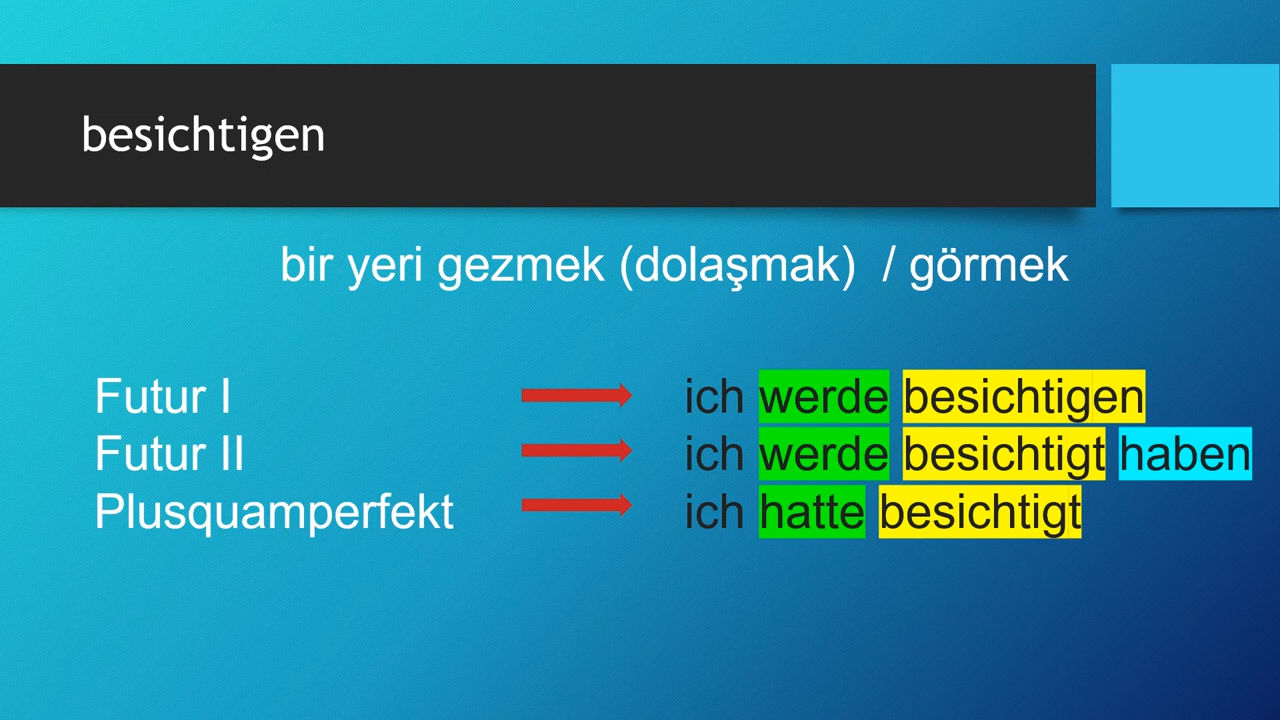 besichtigen
bir yeri gezmek (dolaşmak) / görmek
Futur I ich werde besichtigen
Futur II ich werde besichtigt haben
Plusquamperfekt ich hatte besichtigt